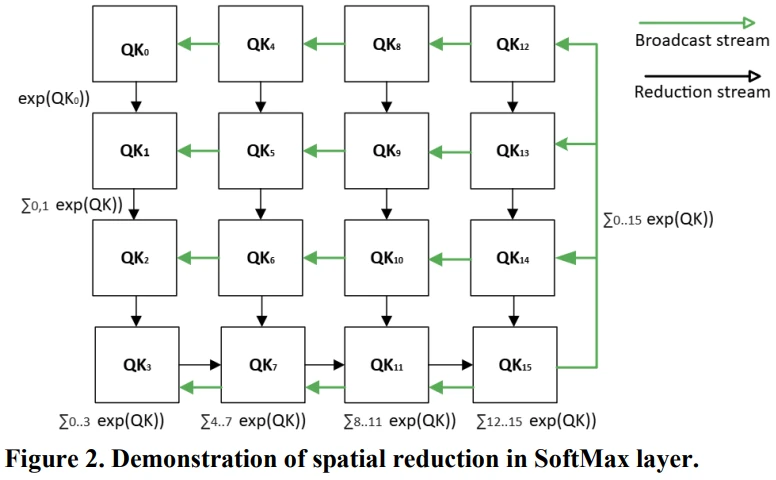 QK0 QK4 QK8 QK12
Broadcast stream
Reduction stream
exp(QK0))
QK1 QK5 QK9 QK13
∑0,1 exp(QK))
∑0..15 exp(QK))
QK2 QK6 QK10 QK14
QK3 QK7 QK11 QK15
∑0..3 exp(QK)) ∑4..7 exp(QK)) ∑8..11 exp(QK)) ∑12..15 exp(QK))
Figure 2. Demonstration of spatial reduction in SoftMax layer.